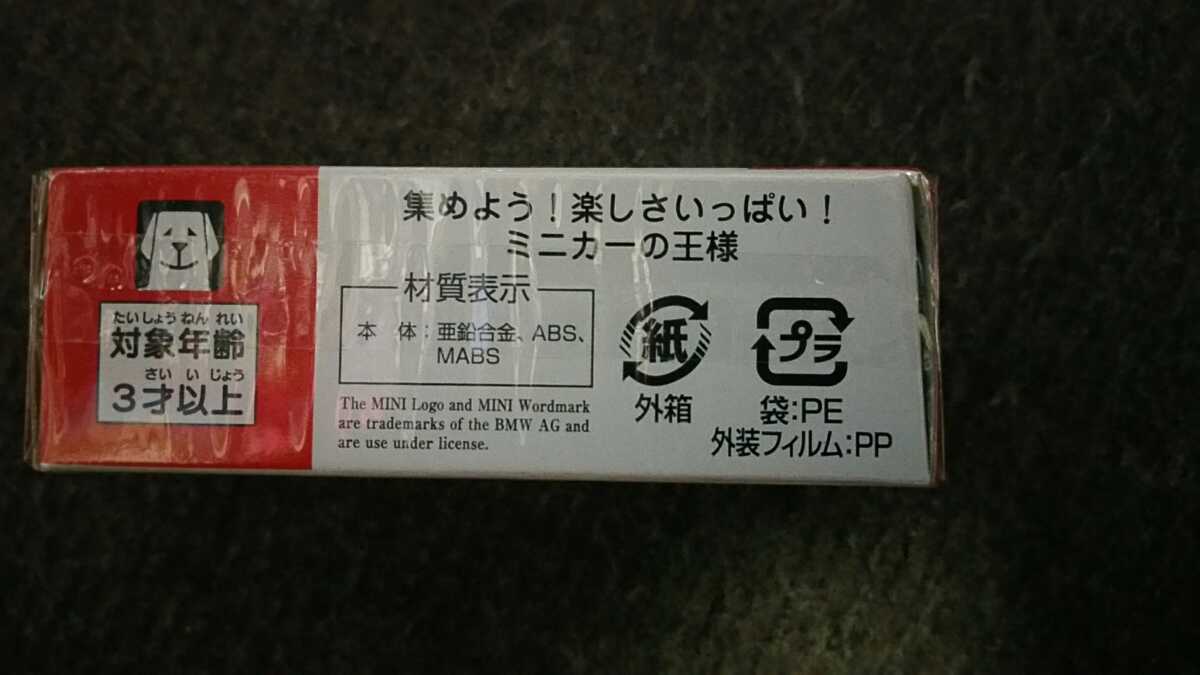 たいしょうねんれい
対象年齢
さいいじょう
3才以上
集めよう！楽しさいっぱい！
ミニカーの王様
材質表示
本 体：亜鉛合金、ABS、
MABS
The MINI Logo and MINI Wordmark
are trademarks of the BMW AG and
are use under license.
紙
外箱
プラ
袋：PE
外装フィルム：PP